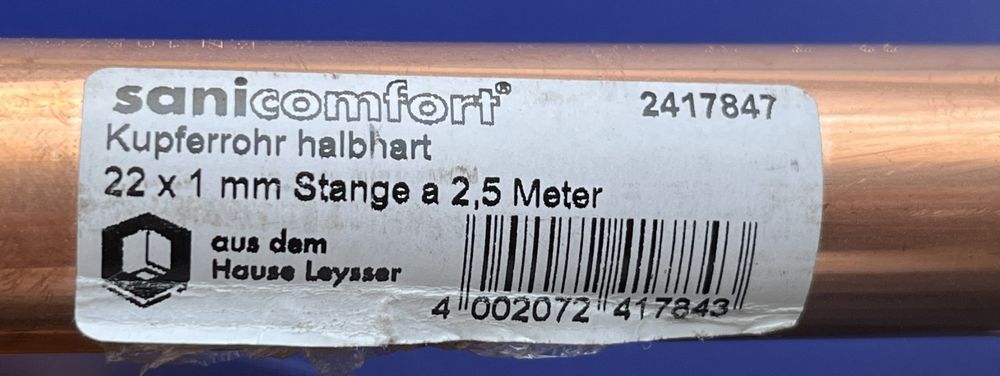 sanicomfort®
2417847
Kupferrohr halbhart
22 x 1 mm Stange a 2,5 Meter
aus dem
Hause Leysser
4 002072 417843